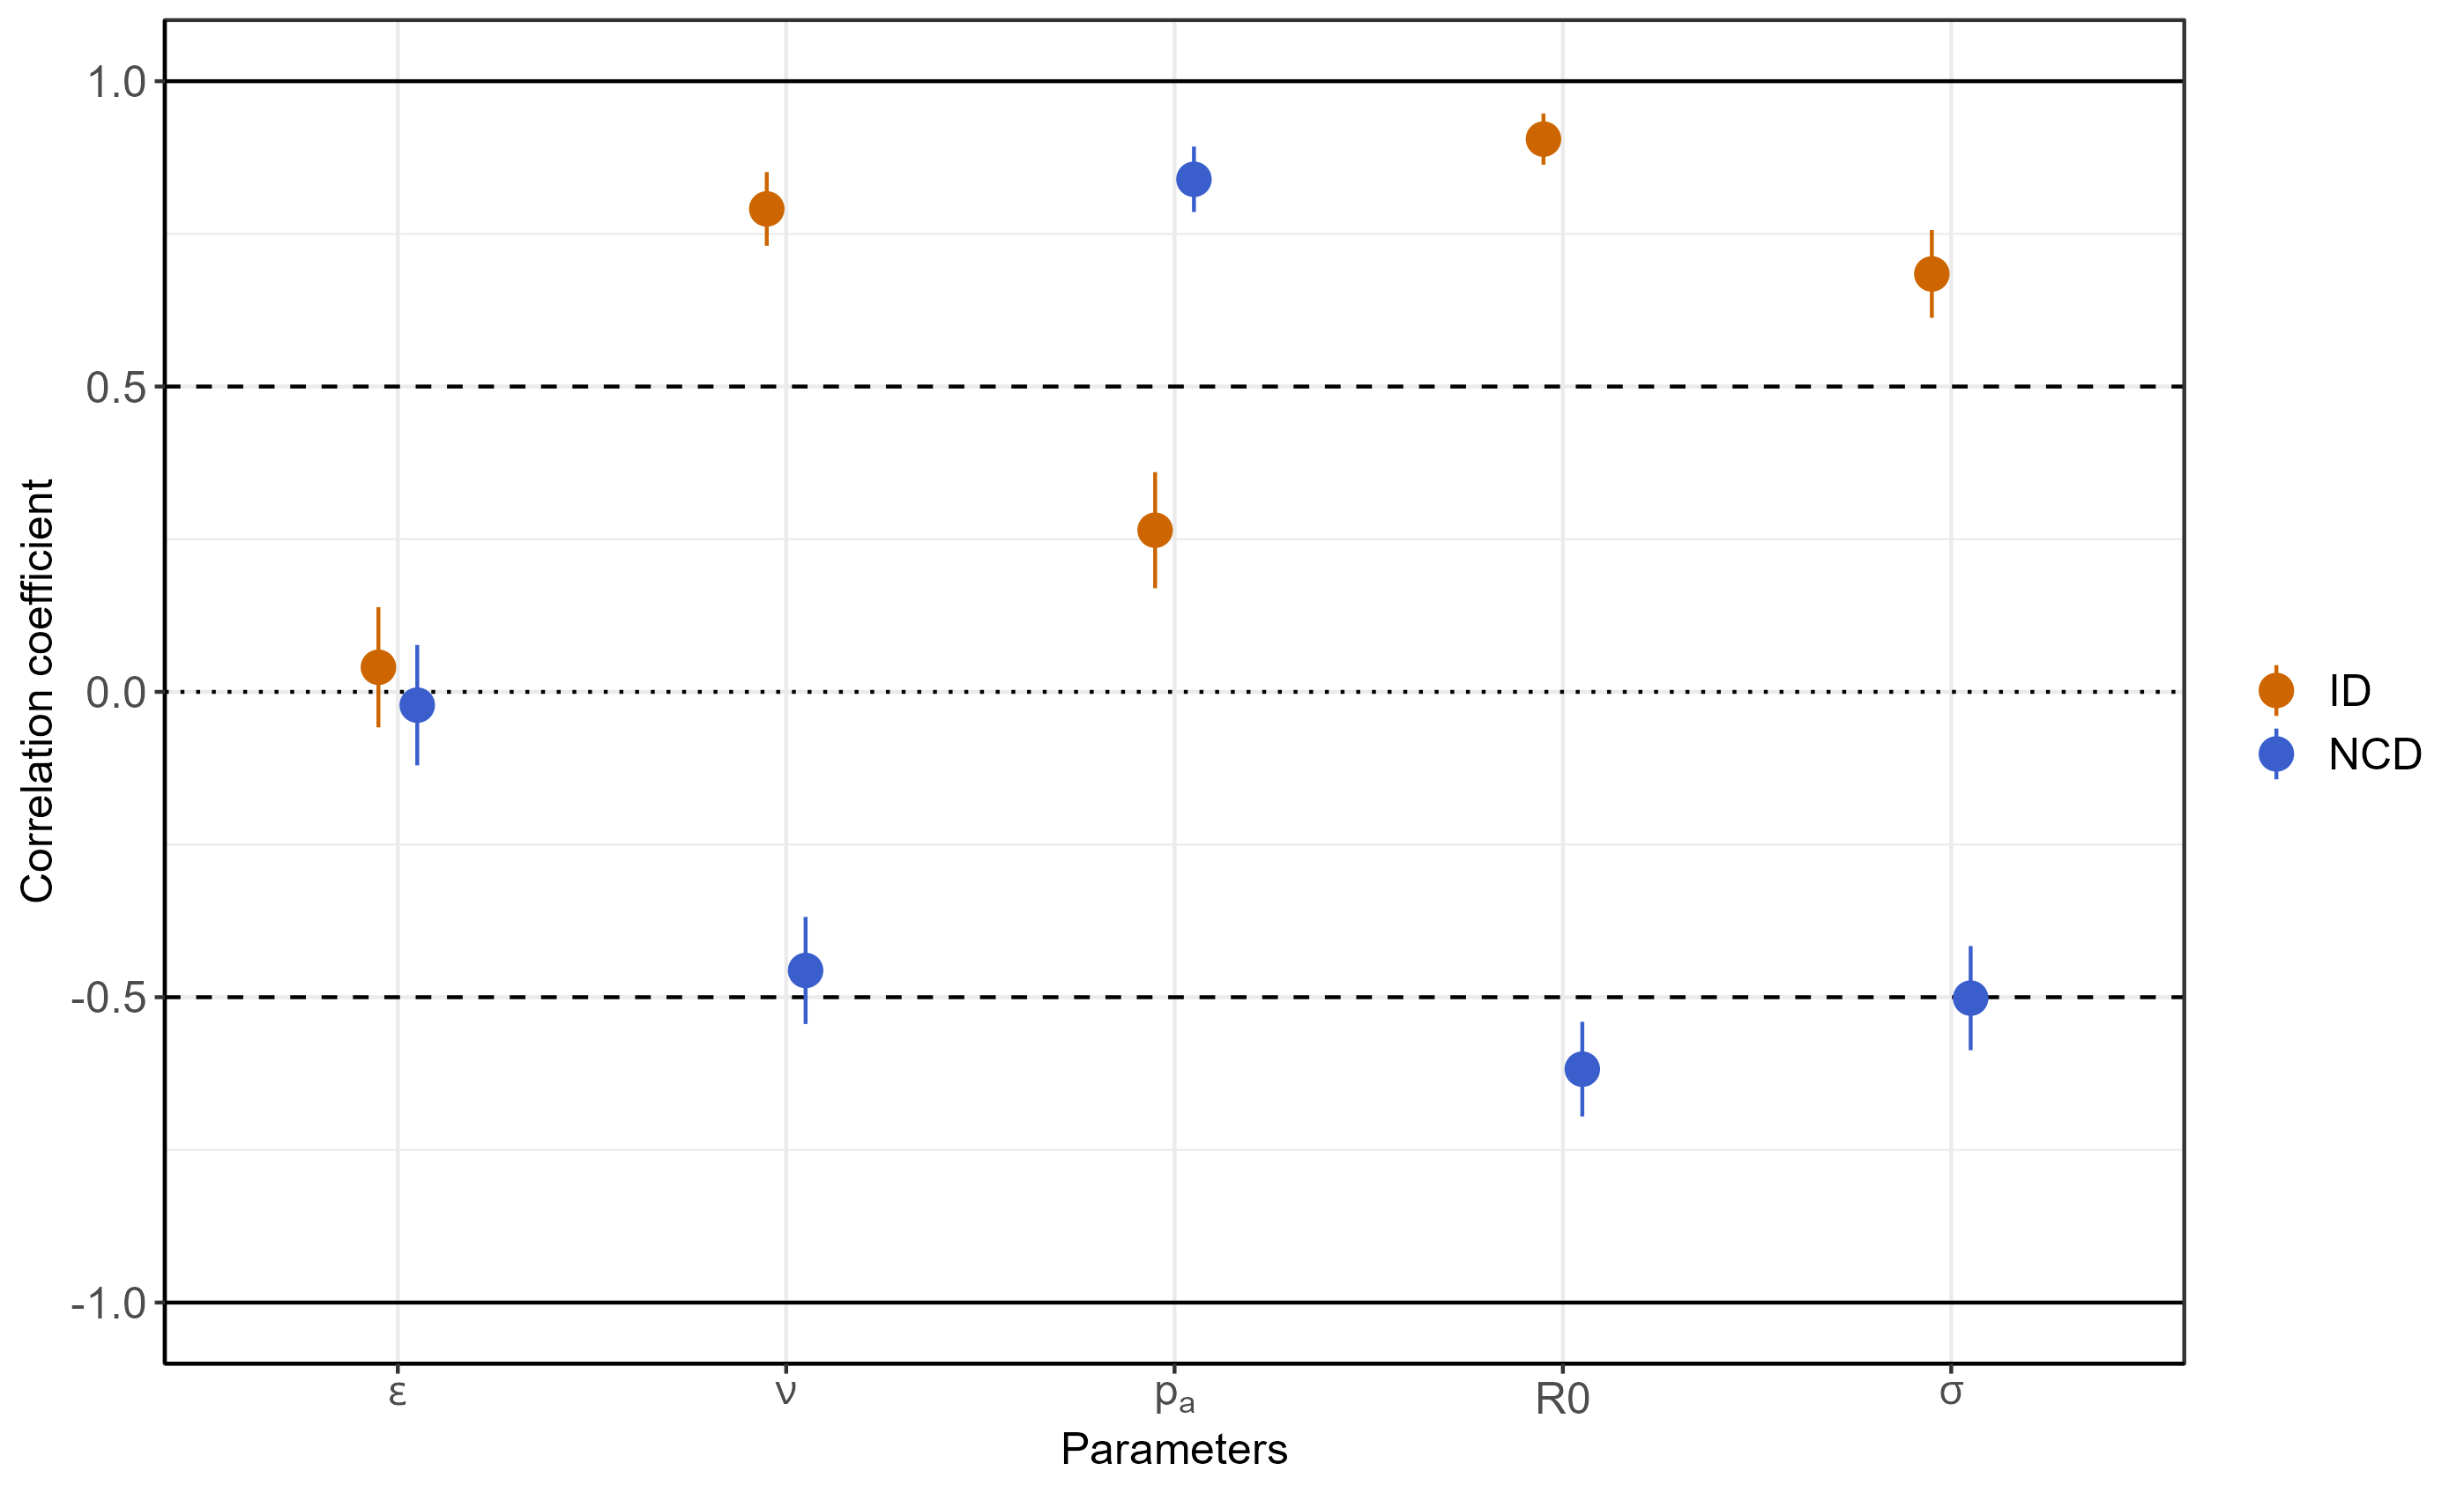 1.0
0.5
0.0
-0.5
-1.0
Correlation coefficient
ε
ν
pₐ
R0
σ
Parameters
ID
NCD